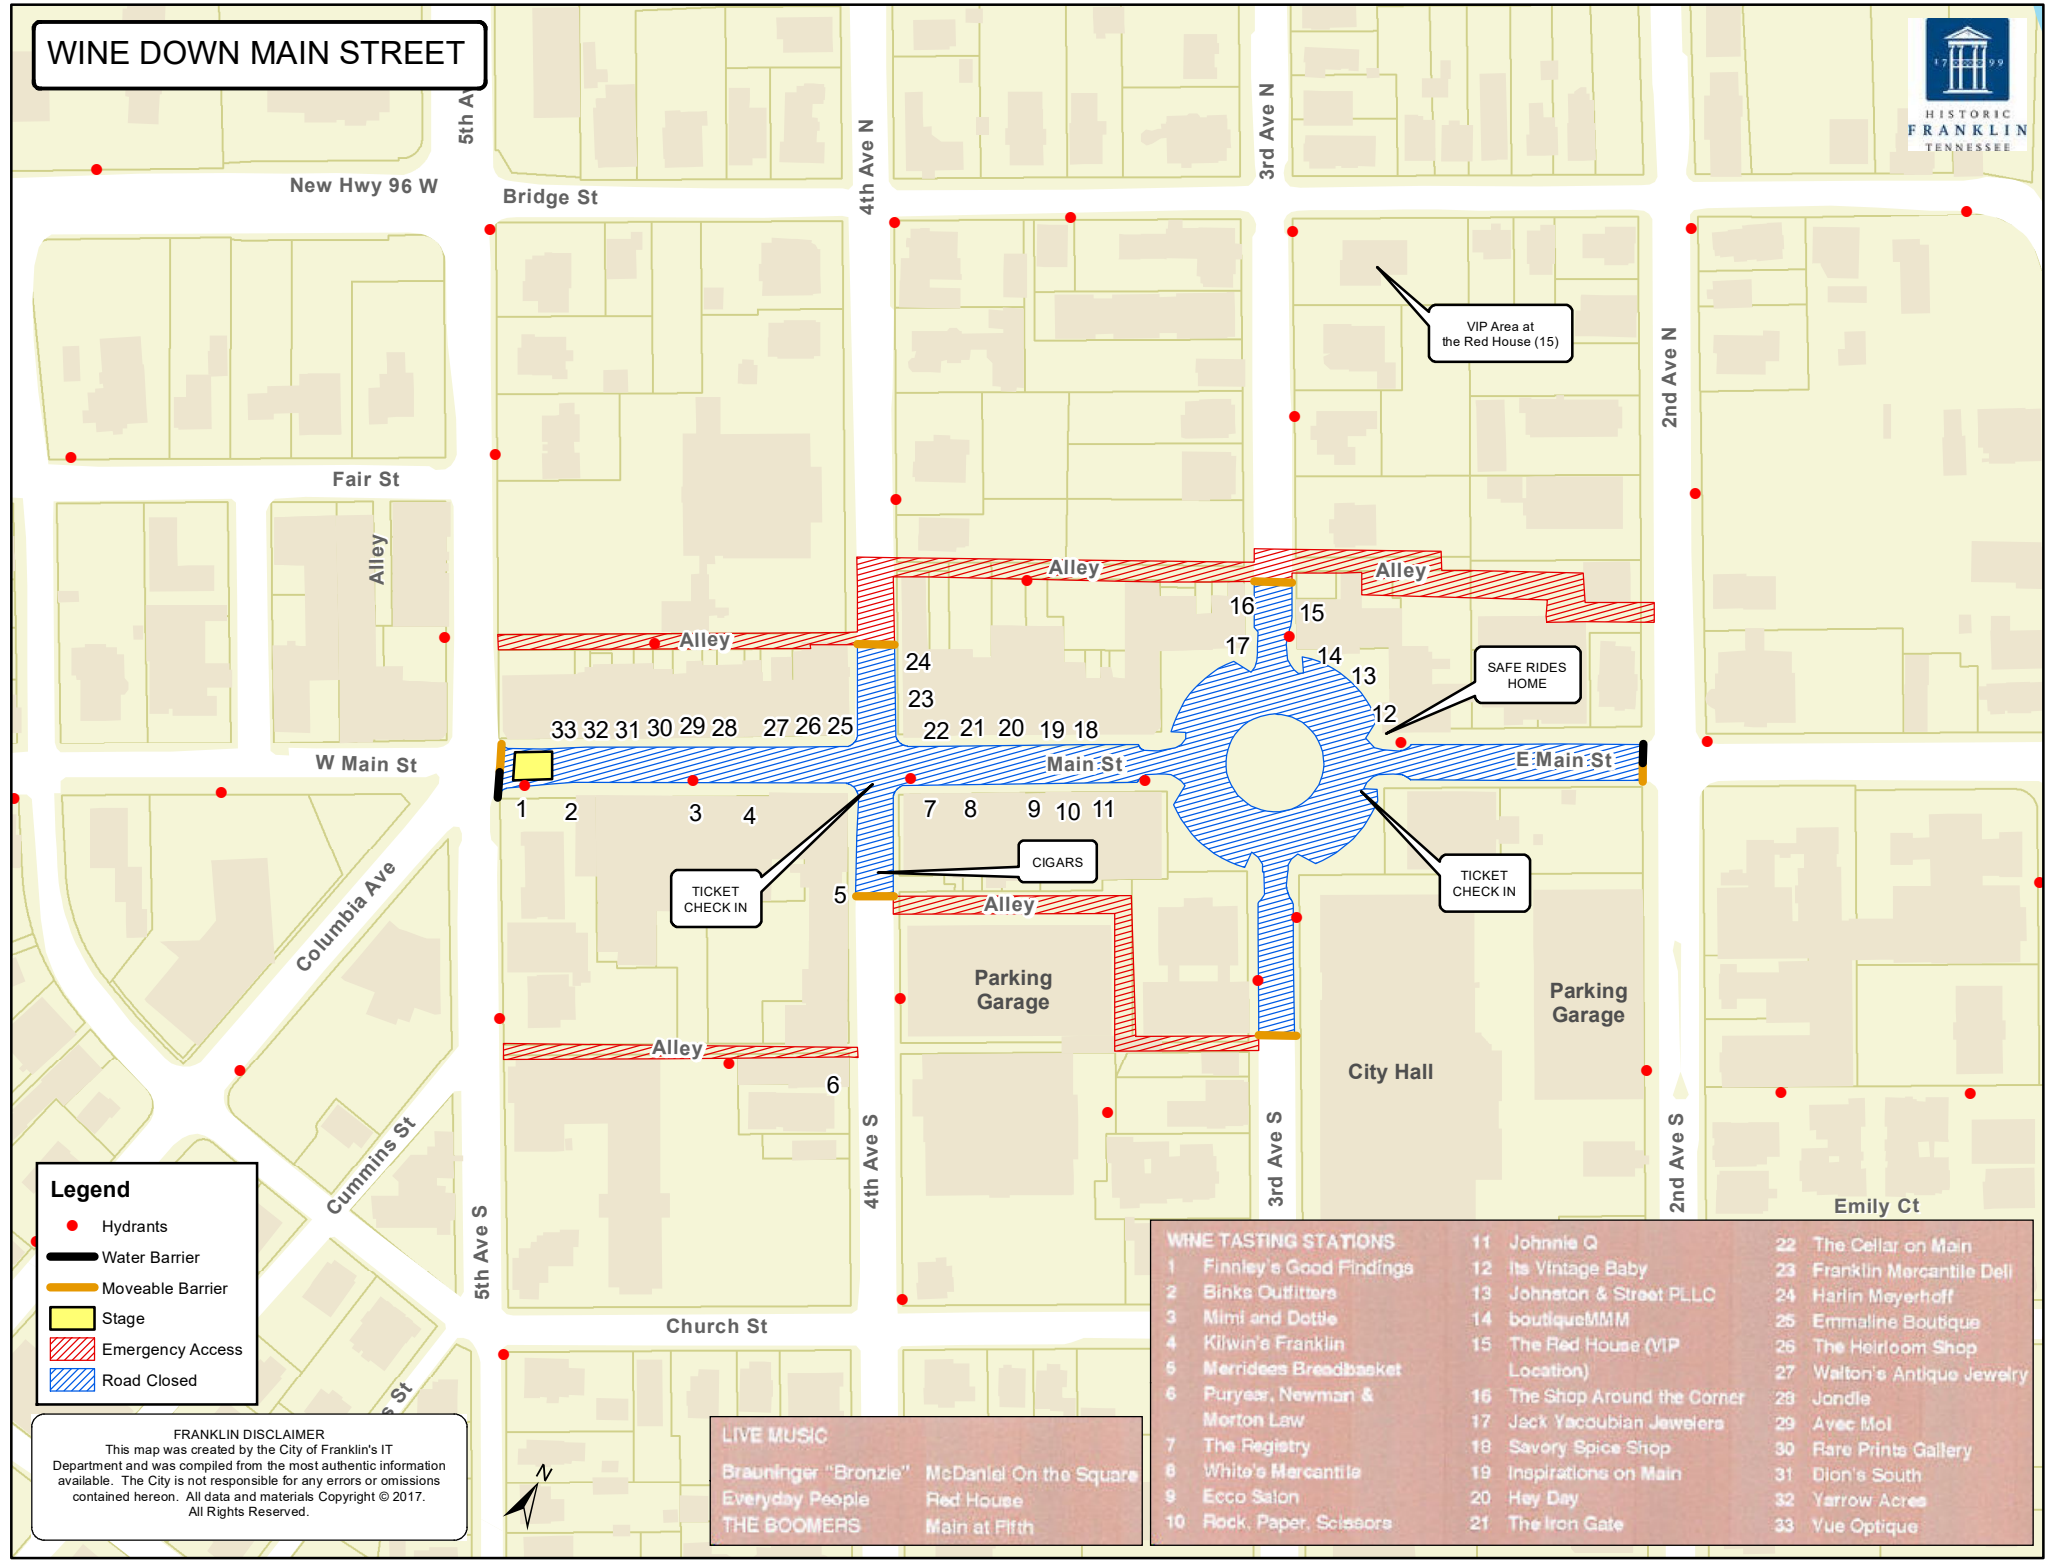 WINE DOWN MAIN STREET
17 99
HISTORIC
FRANKLIN
TENNESSEE
5th Av
4th Ave N
3rd Ave N
New Hwy 96 W
Bridge St
VIP Area at
the Red House (15)
2nd Ave N
Fair St
Alley
Alley
Alley
Alley
16
15
17
14
13
12
24
23
SAFE RIDES
HOME
33 32 31 30 29 28 27 26 25
22 21 20 19 18
W Main St
Main St
E Main St
1 2 3 4
7 8 9 10 11
CIGARS
TICKET
CHECK IN
TICKET
CHECK IN
5
Alley
Columbia Ave
Parking
Garage
Parking
Garage
Alley
6
City Hall
Cummins St
4th Ave S
3rd Ave S
2nd Ave S
5th Ave S
Emily Ct
Church St
s St
Legend
Hydrants
Water Barrier
Moveable Barrier
Stage
Emergency Access
Road Closed
FRANKLIN DISCLAIMER
This map was created by the City of Franklin's IT
Department and was compiled from the most authentic information
available. The City is not responsible for any errors or omissions
contained hereon. All data and materials Copyright © 2017.
All Rights Reserved.
N
LIVE MUSIC
Brauninger "Bronzie" McDaniel On the Square
Everyday People Red House
THE BOOMERS Main at Fifth
WINE TASTING STATIONS
1 Finnley's Good Findings
2 Binks Outfitters
3 Mimi and Dottie
4 Kilwin's Franklin
5 Merridees Breadbasket
6 Puryear, Newman &
Morton Law
7 The Registry
8 White's Mercantile
9 Ecco Salon
10 Rock, Paper, Scissors
11 Johnnie Q
12 Its Vintage Baby
13 Johnston & Street PLLC
14 boutiqueMMM
15 The Red House (VIP
Location)
16 The Shop Around the Corner
17 Jack Yacoubian Jewelers
18 Savory Spice Shop
19 Inspirations on Main
20 Hey Day
21 The Iron Gate
22 The Cellar on Main
23 Franklin Mercantile Deli
24 Harlin Meyerhoff
25 Emmaline Boutique
26 The Heirloom Shop
27 Walton's Antique Jewelry
28 Jondie
29 Avec Moi
30 Rare Prints Gallery
31 Dion's South
32 Yarrow Acres
33 Vue Optique